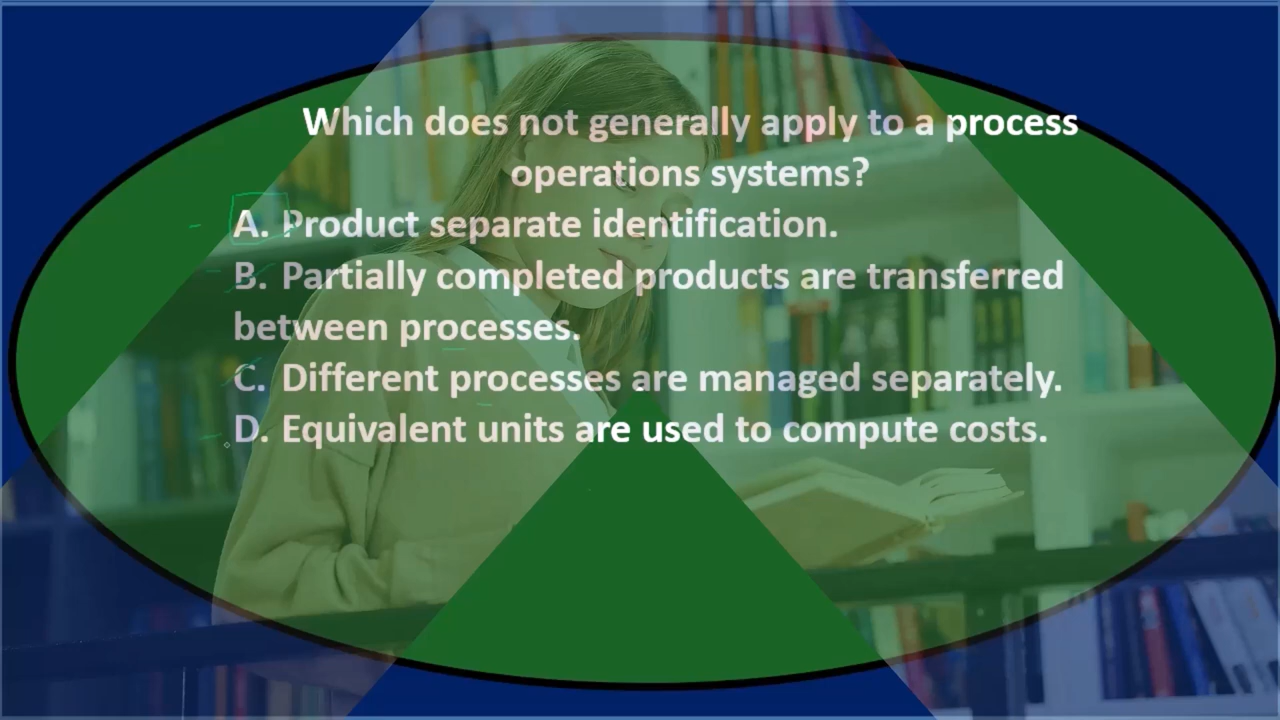 Which does not generally apply to a process
operations systems?
A. Product separate identification.
B. Partially completed products are transferred
between processes.
C. Different processes are managed separately.
D. Equivalent units are used to compute costs.